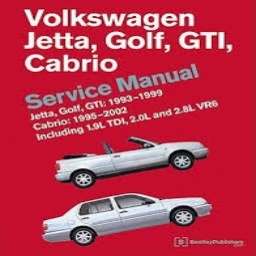 Volkswagen
Jetta, Golf, GTI,
Cabrio
Service Manual
Jetta, Golf, GTI: 1993-1999
Cabrio: 1995-2002
Including 1.9L TDI, 2.0L and 2.8L VR6
B BentleyPublishers